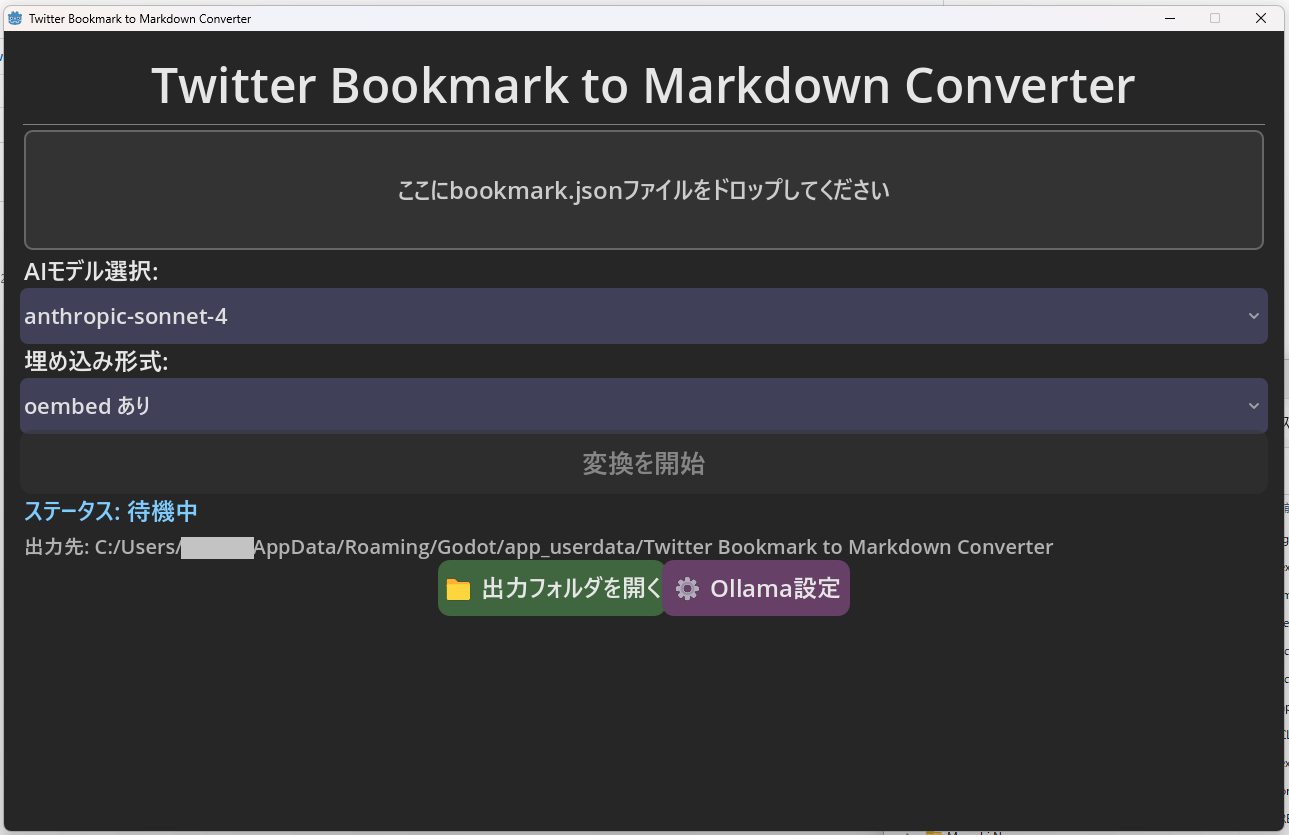 Twitter Bookmark to Markdown Converter
Twitter Bookmark to Markdown Converter
ここにbookmark.jsonファイルをドロップしてください
AIモデル選択:
anthropic-sonnet-4
埋め込み形式:
oembed あり
変換を開始
ステータス: 待機中
出力先: C:/Users/ AppData/Roaming/Godot/app_userdata/Twitter Bookmark to Markdown Converter
出力フォルダを開く
Ollama設定